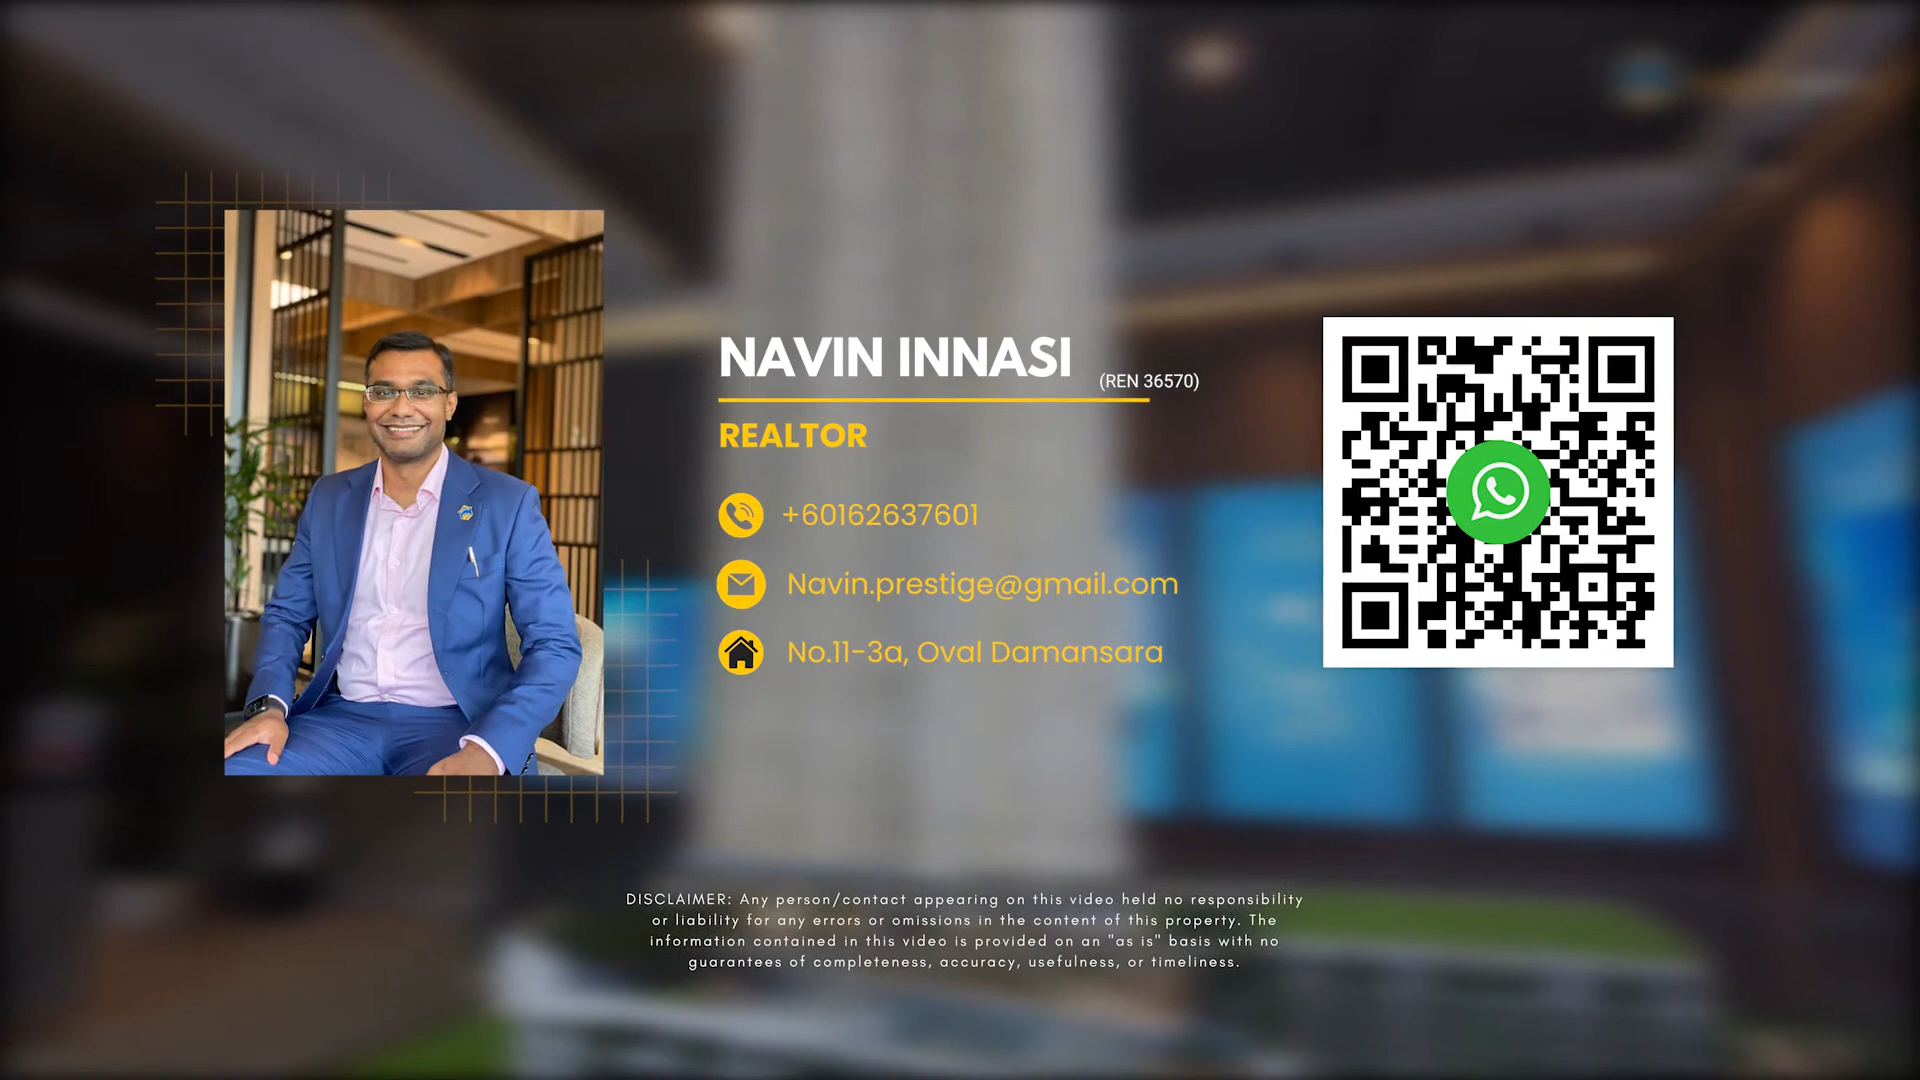 NAVIN INNASI
(REN 36570)
REALTOR
+60162637601
Navin.prestige@gmail.com
No.11-3a, Oval Damansara
DISCLAIMER: Any person/contact appearing on this video held no responsibility
or liability for any errors or omissions in the content of this property. The
information contained in this video is provided on an "as is" basis with no
guarantees of completeness, accuracy, usefulness, or timeliness.